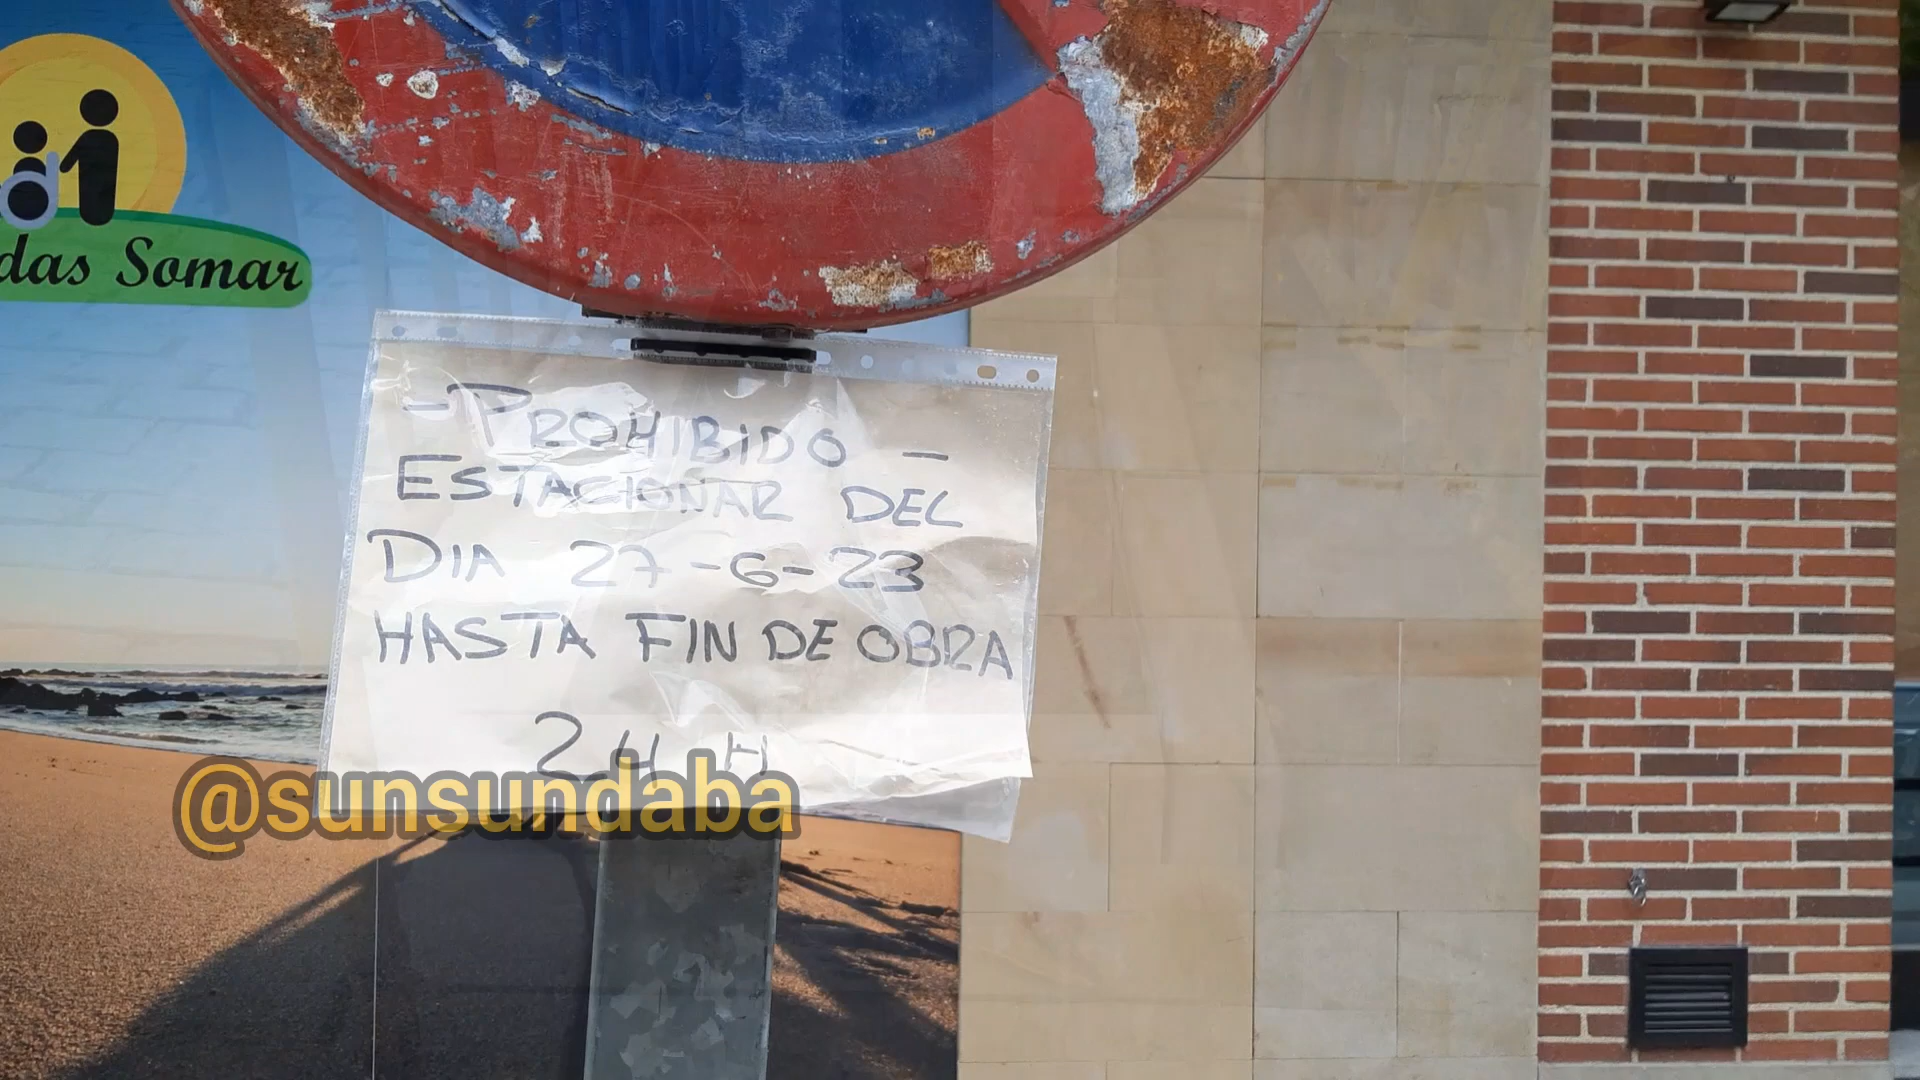 das Somar
-PROHIBIDO-
ESTACIONAR DEL
DIA 27-6-23
HASTA FIN DE OBRA
24 H
@sunsundaba